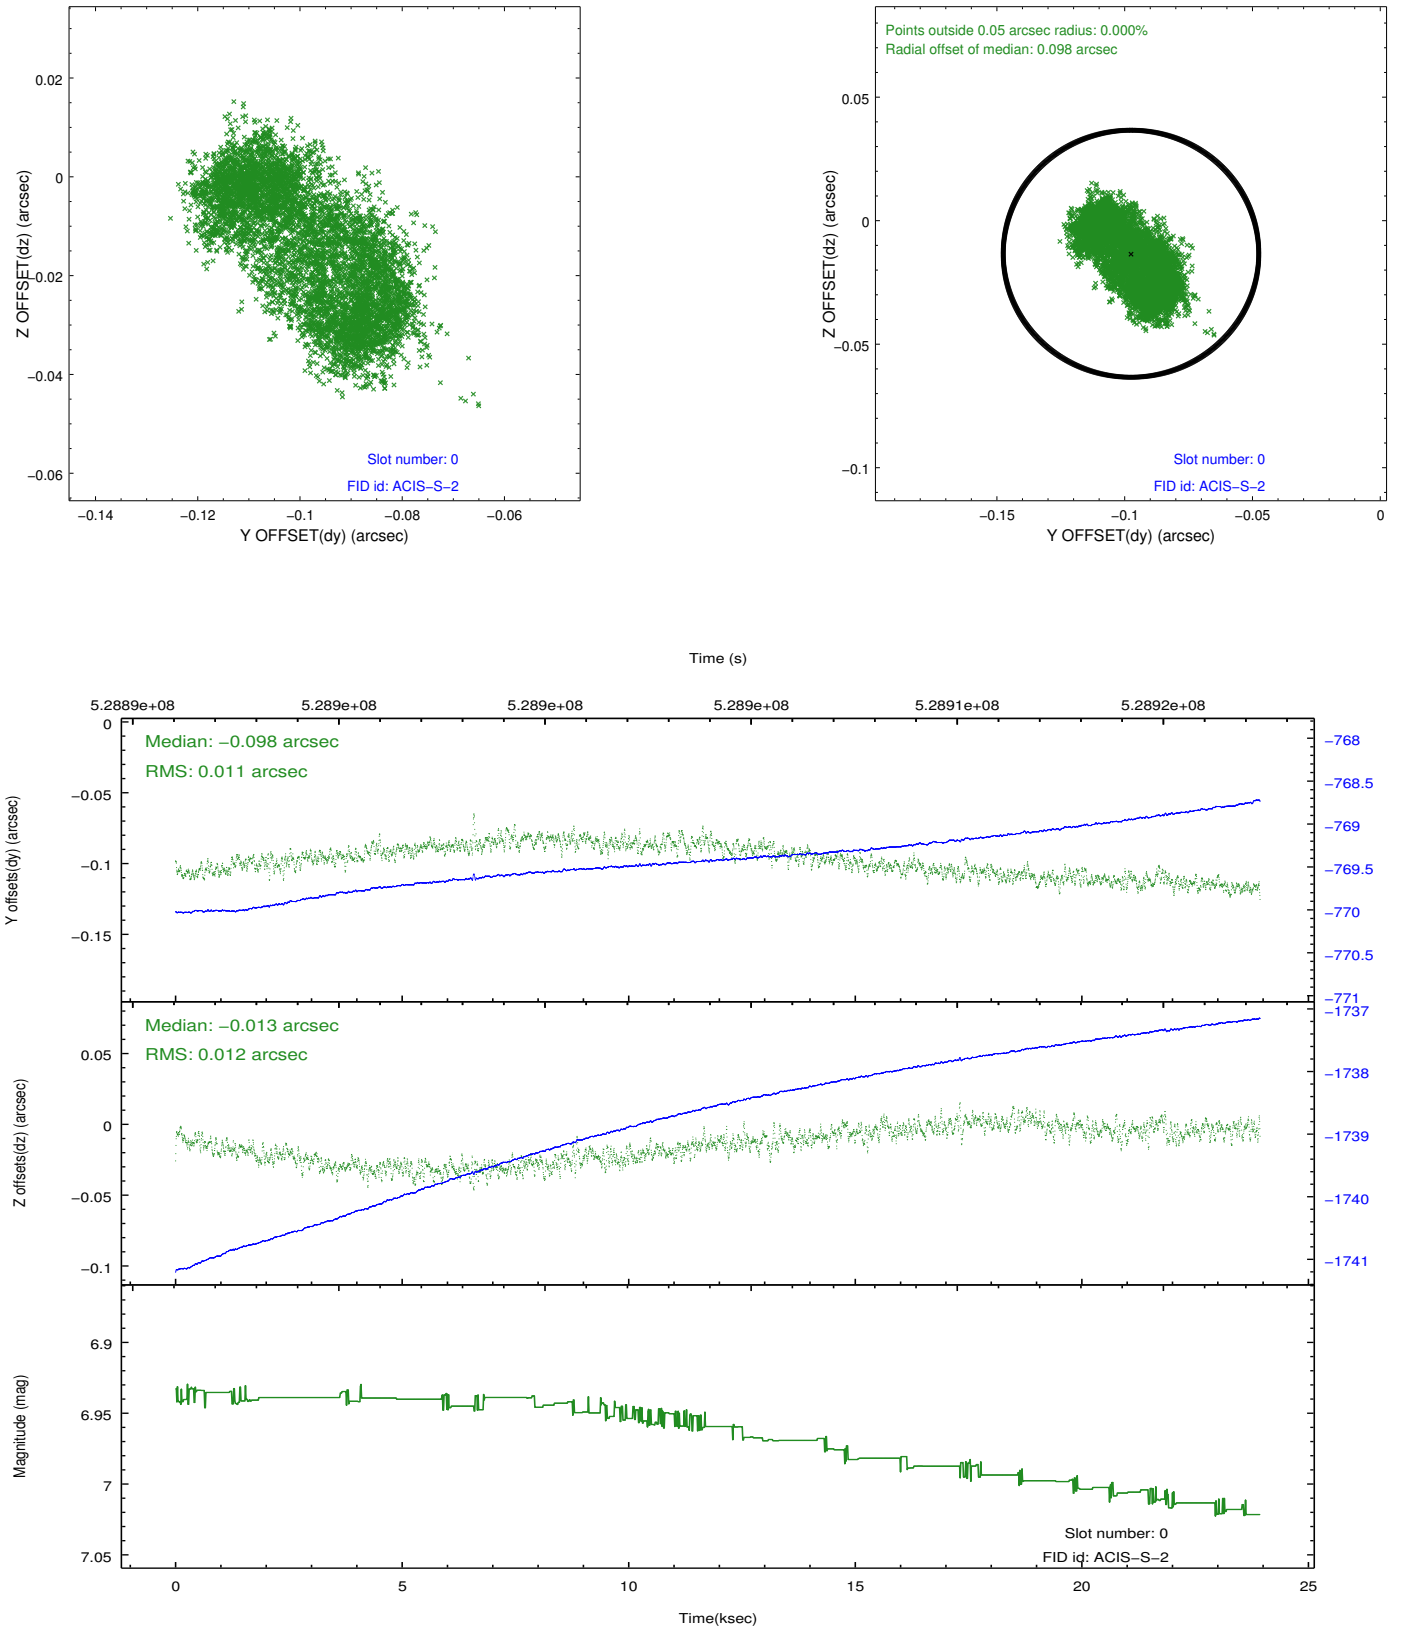 0.02
0
−0.02
−0.04
−0.06
Z OFFSET(dz) (arcsec)
Slot number: 0
FID id: ACIS−S−2
−0.14
−0.12
−0.1
−0.08
−0.06
Y OFFSET(dy) (arcsec)
Points outside 0.05 arcsec radius: 0.000%
Radial offset of median: 0.098 arcsec
0.05
0
−0.05
−0.1
Z OFFSET(dz) (arcsec)
Slot number: 0
FID id: ACIS−S−2
−0.15
−0.1
−0.05
0
Y OFFSET(dy) (arcsec)
Time (s)
5.2889e+08
5.289e+08
5.289e+08
5.289e+08
5.2891e+08
5.2892e+08
Median: −0.098 arcsec
RMS: 0.011 arcsec
0
−0.05
−0.1
−0.15
Y offsets(dy) (arcsec)
−768
−768.5
−769
−769.5
−770
−770.5
−771
Median: −0.013 arcsec
RMS: 0.012 arcsec
0.05
0
−0.05
−0.1
Z offsets(dz) (arcsec)
−1737
−1738
−1739
−1740
−1741
6.9
6.95
7
7.05
Magnitude (mag)
Slot number: 0
FID id: ACIS−S−2
0
5
10
15
20
25
Time(ksec)